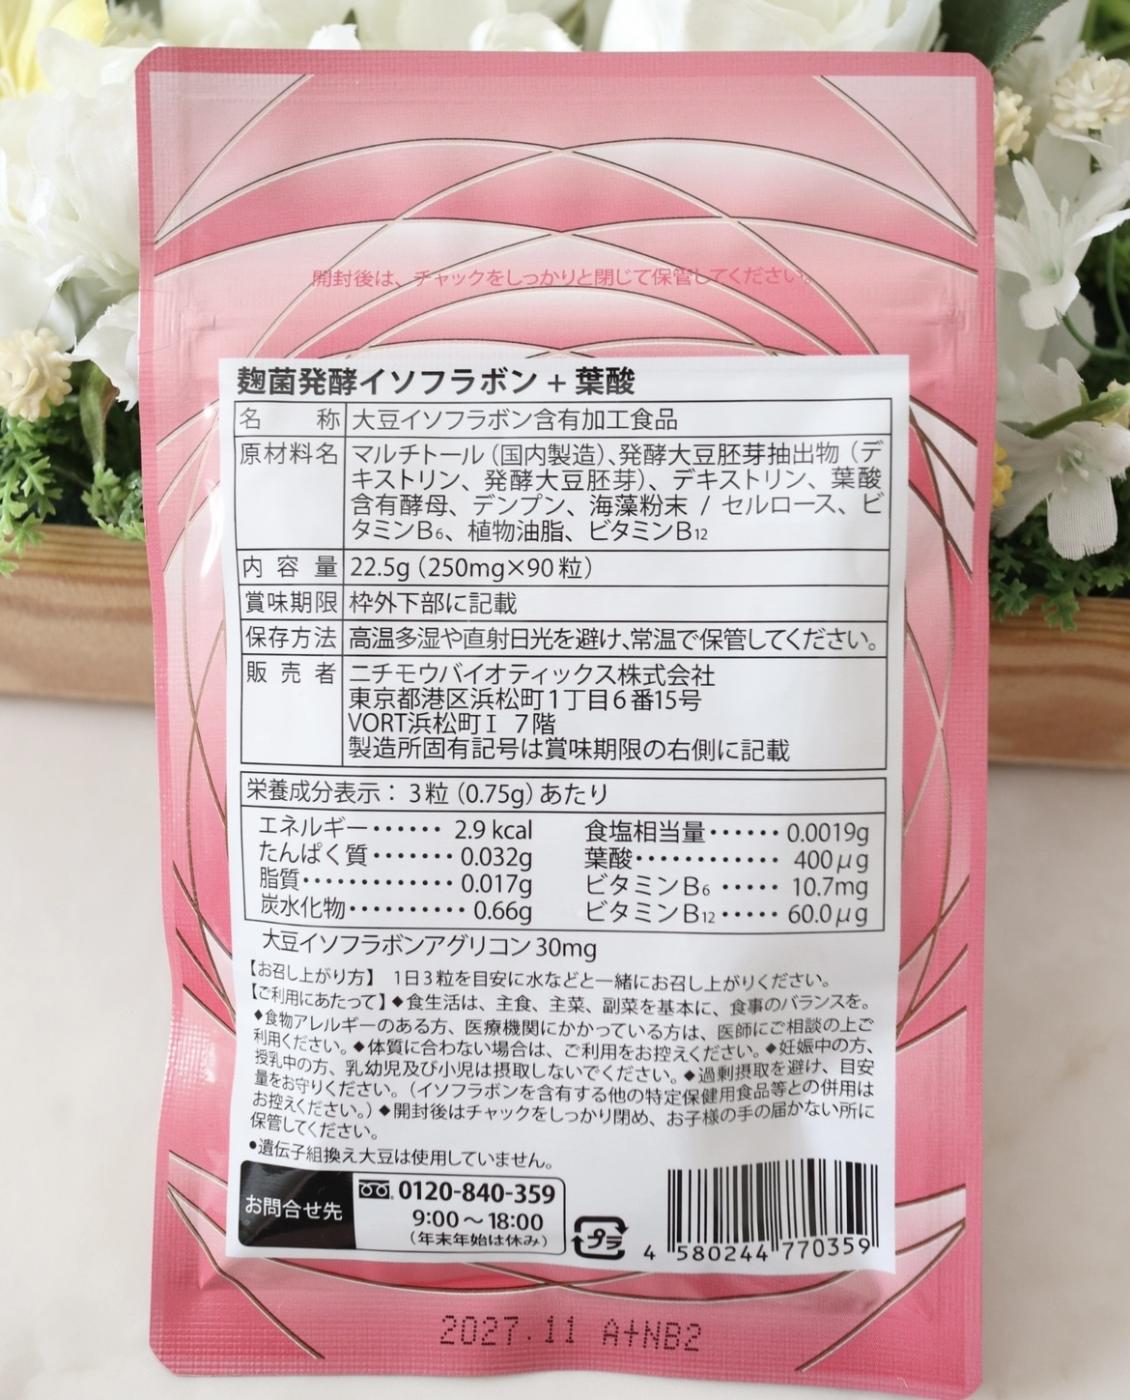 開封後は、チャックをしっかりと閉じて保管してください。
麹菌発酵イソフラボン + 葉酸
名 称 大豆イソフラボン含有加工食品
原材料名 マルチトール（国内製造）、発酵大豆胚芽抽出物（デ
キストリン、発酵大豆胚芽）、デキストリン、葉酸
含有酵母、デンプン、海藻粉末 / セルロース、ビ
タミンB6、植物油脂、ビタミンB12
内 容 量 22.5g（250mg×90粒）
賞味期限 枠外下部に記載
保存方法 高温多湿や直射日光を避け、常温で保管してください。
販 売 者 ニチモウバイオティックス株式会社
東京都港区浜松町1丁目6番15号
VORT浜松町Ⅰ 7階
製造所固有記号は賞味期限の右側に記載
栄養成分表示：3粒（0.75g）あたり
エネルギー・・・・・・ 2.9 kcal 食塩相当量・・・・・・ 0.0019g
たんぱく質・・・・・・・ 0.032g 葉酸・・・・・・・・・・・・ 400μg
脂質・・・・・・・・・・・・ 0.017g ビタミンB6 ・・・・・ 10.7mg
炭水化物・・・・・・・・・ 0.66g ビタミンB12・・・・・ 60.0μg
大豆イソフラボンアグリコン 30mg
【お召し上がり方】 1日3粒を目安に水などと一緒にお召し上がりください。
【ご利用にあたって】◆食生活は、主食、主菜、副菜を基本に、食事のバランスを。
◆食物アレルギーのある方、医療機関にかかっている方は、医師にご相談の上ご
利用ください。◆体質に合わない場合は、ご利用をお控えください。◆妊娠中の方、
授乳中の方、乳幼児及び小児は摂取しないでください。◆過剰摂取を避け、目安
量をお守りください。（イソフラボンを含有する他の特定保健用食品等との併用は
お控えください。）◆開封後はチャックをしっかり閉め、お子様の手の届かない所に
保管してください。
●遺伝子組換え大豆は使用していません。
お問合せ先 0120-840-359
9:00～18:00
（年末年始は休み）
プラ
4 580244 770359
2027.11 A+NB2